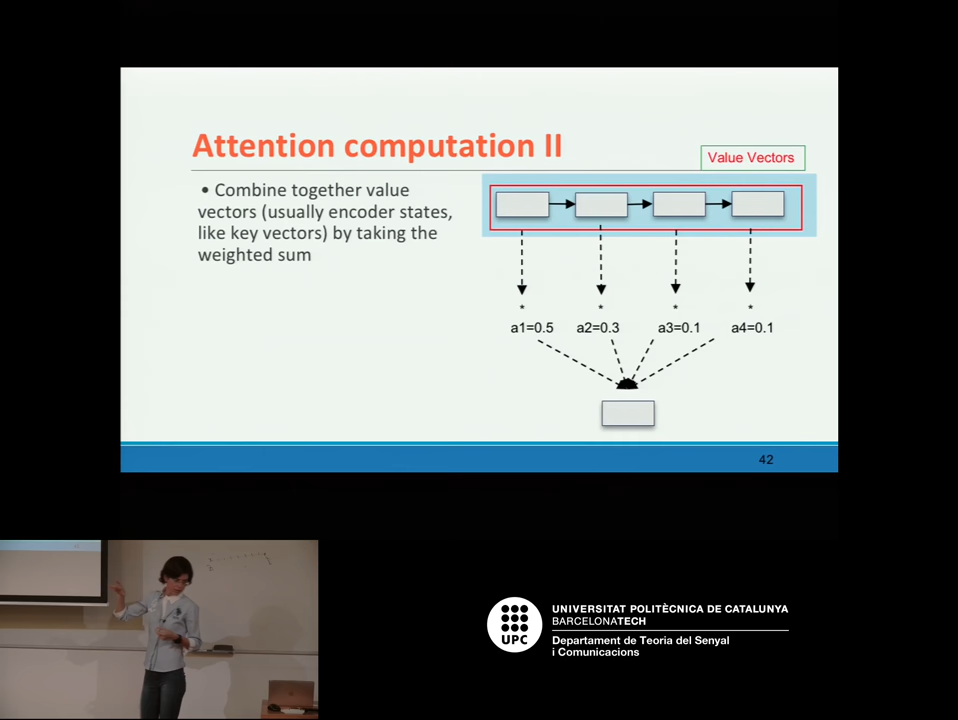 Attention computation II
Value Vectors
• Combine together value
vectors (usually encoder states,
like key vectors) by taking the
weighted sum
* * * *
a1=0.5 a2=0.3 a3=0.1 a4=0.1
42
UPC
UNIVERSITAT POLITÈCNICA DE CATALUNYA
BARCELONATECH
Departament de Teoria del Senyal
i Comunicacions